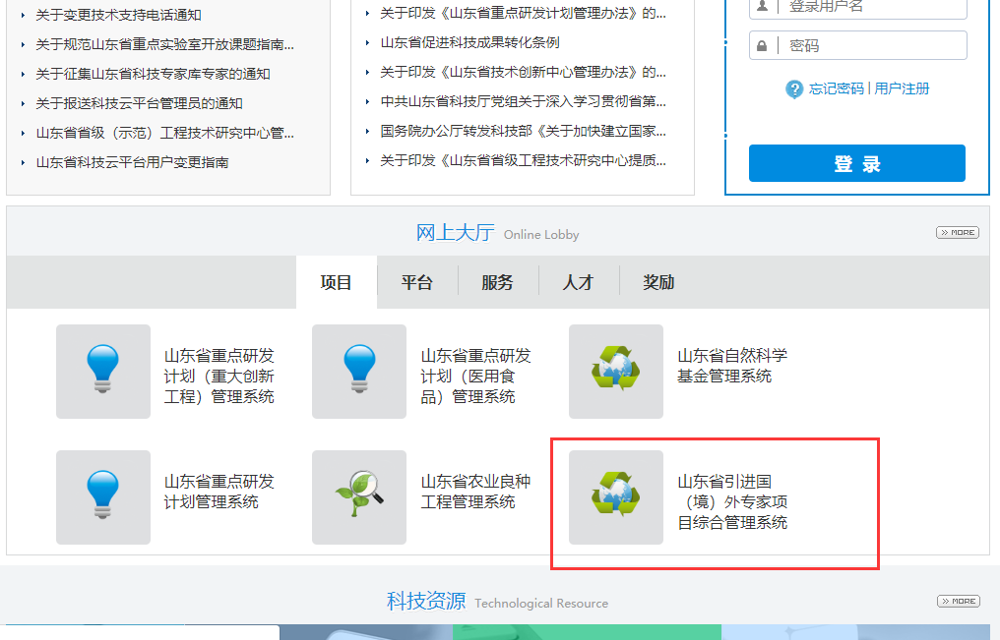 关于变更技术支持电话通知
关于规范山东省重点实验室开放课题指南...
关于征集山东省科技专家库专家的通知
关于报送科技云平台管理员的通知
山东省省级（示范）工程技术研究中心管...
山东省科技云平台用户变更指南
关于印发《山东省重点研发计划管理办法》的...
山东省促进科技成果转化条例
关于印发《山东省技术创新中心管理办法》的...
中共山东省科技厅党组关于深入学习贯彻省第...
国务院办公厅转发科技部《关于加快建立国家...
关于印发《山东省省级工程技术研究中心提质...
登录用户名
密码
忘记密码 | 用户注册
登 录
网上大厅 Online Lobby
MORE
项目 平台 服务 人才 奖励
山东省重点研发
计划（重大创新
工程）管理系统
山东省重点研发
计划（医用食
品）管理系统
山东省自然科学
基金管理系统
山东省重点研发
计划管理系统
山东省农业良种
工程管理系统
山东省引进国
（境）外专家项
目综合管理系统
科技资源 Technological Resource
MORE